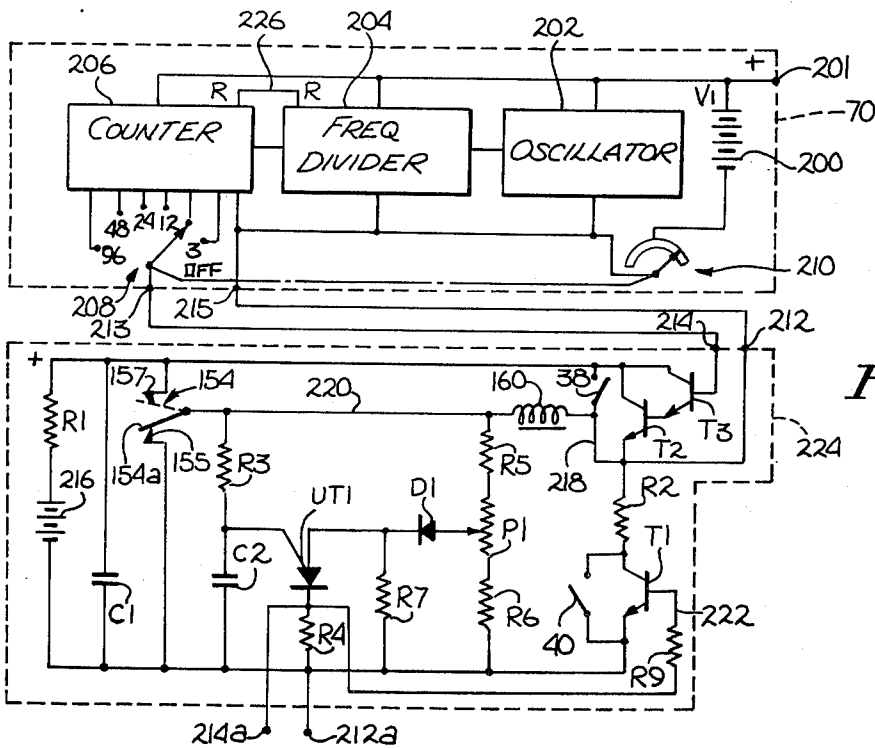 226
204
202
206
+
201
R
R
V1
COUNTER
FREQ
DIVIDER
OSCILLATOR
70
200
96
48
24
12
3
OFF
208
213
215
210
214
212
+
157
154
220
160
38
R1
154a
155
R3
R5
218
T2
T3
224
216
UT1
D1
P1
R2
T1
C1
C2
R4
R7
R6
40
222
R9
214a
212a